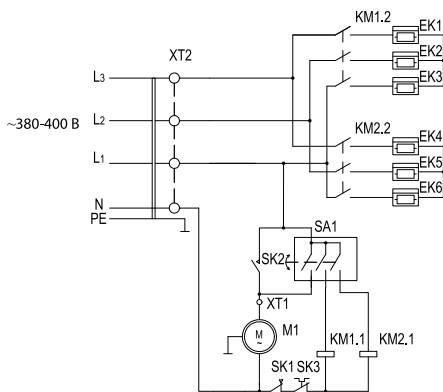 KM1.2
EK1
XT2
EK2
L3
EK3
~380-400 В
L2
KM2.2
EK4
L1
EK5
N
EK6
PE
SA1
SK2
XT1
M
~
M1
KM1.1
KM2.1
SK1
SK3